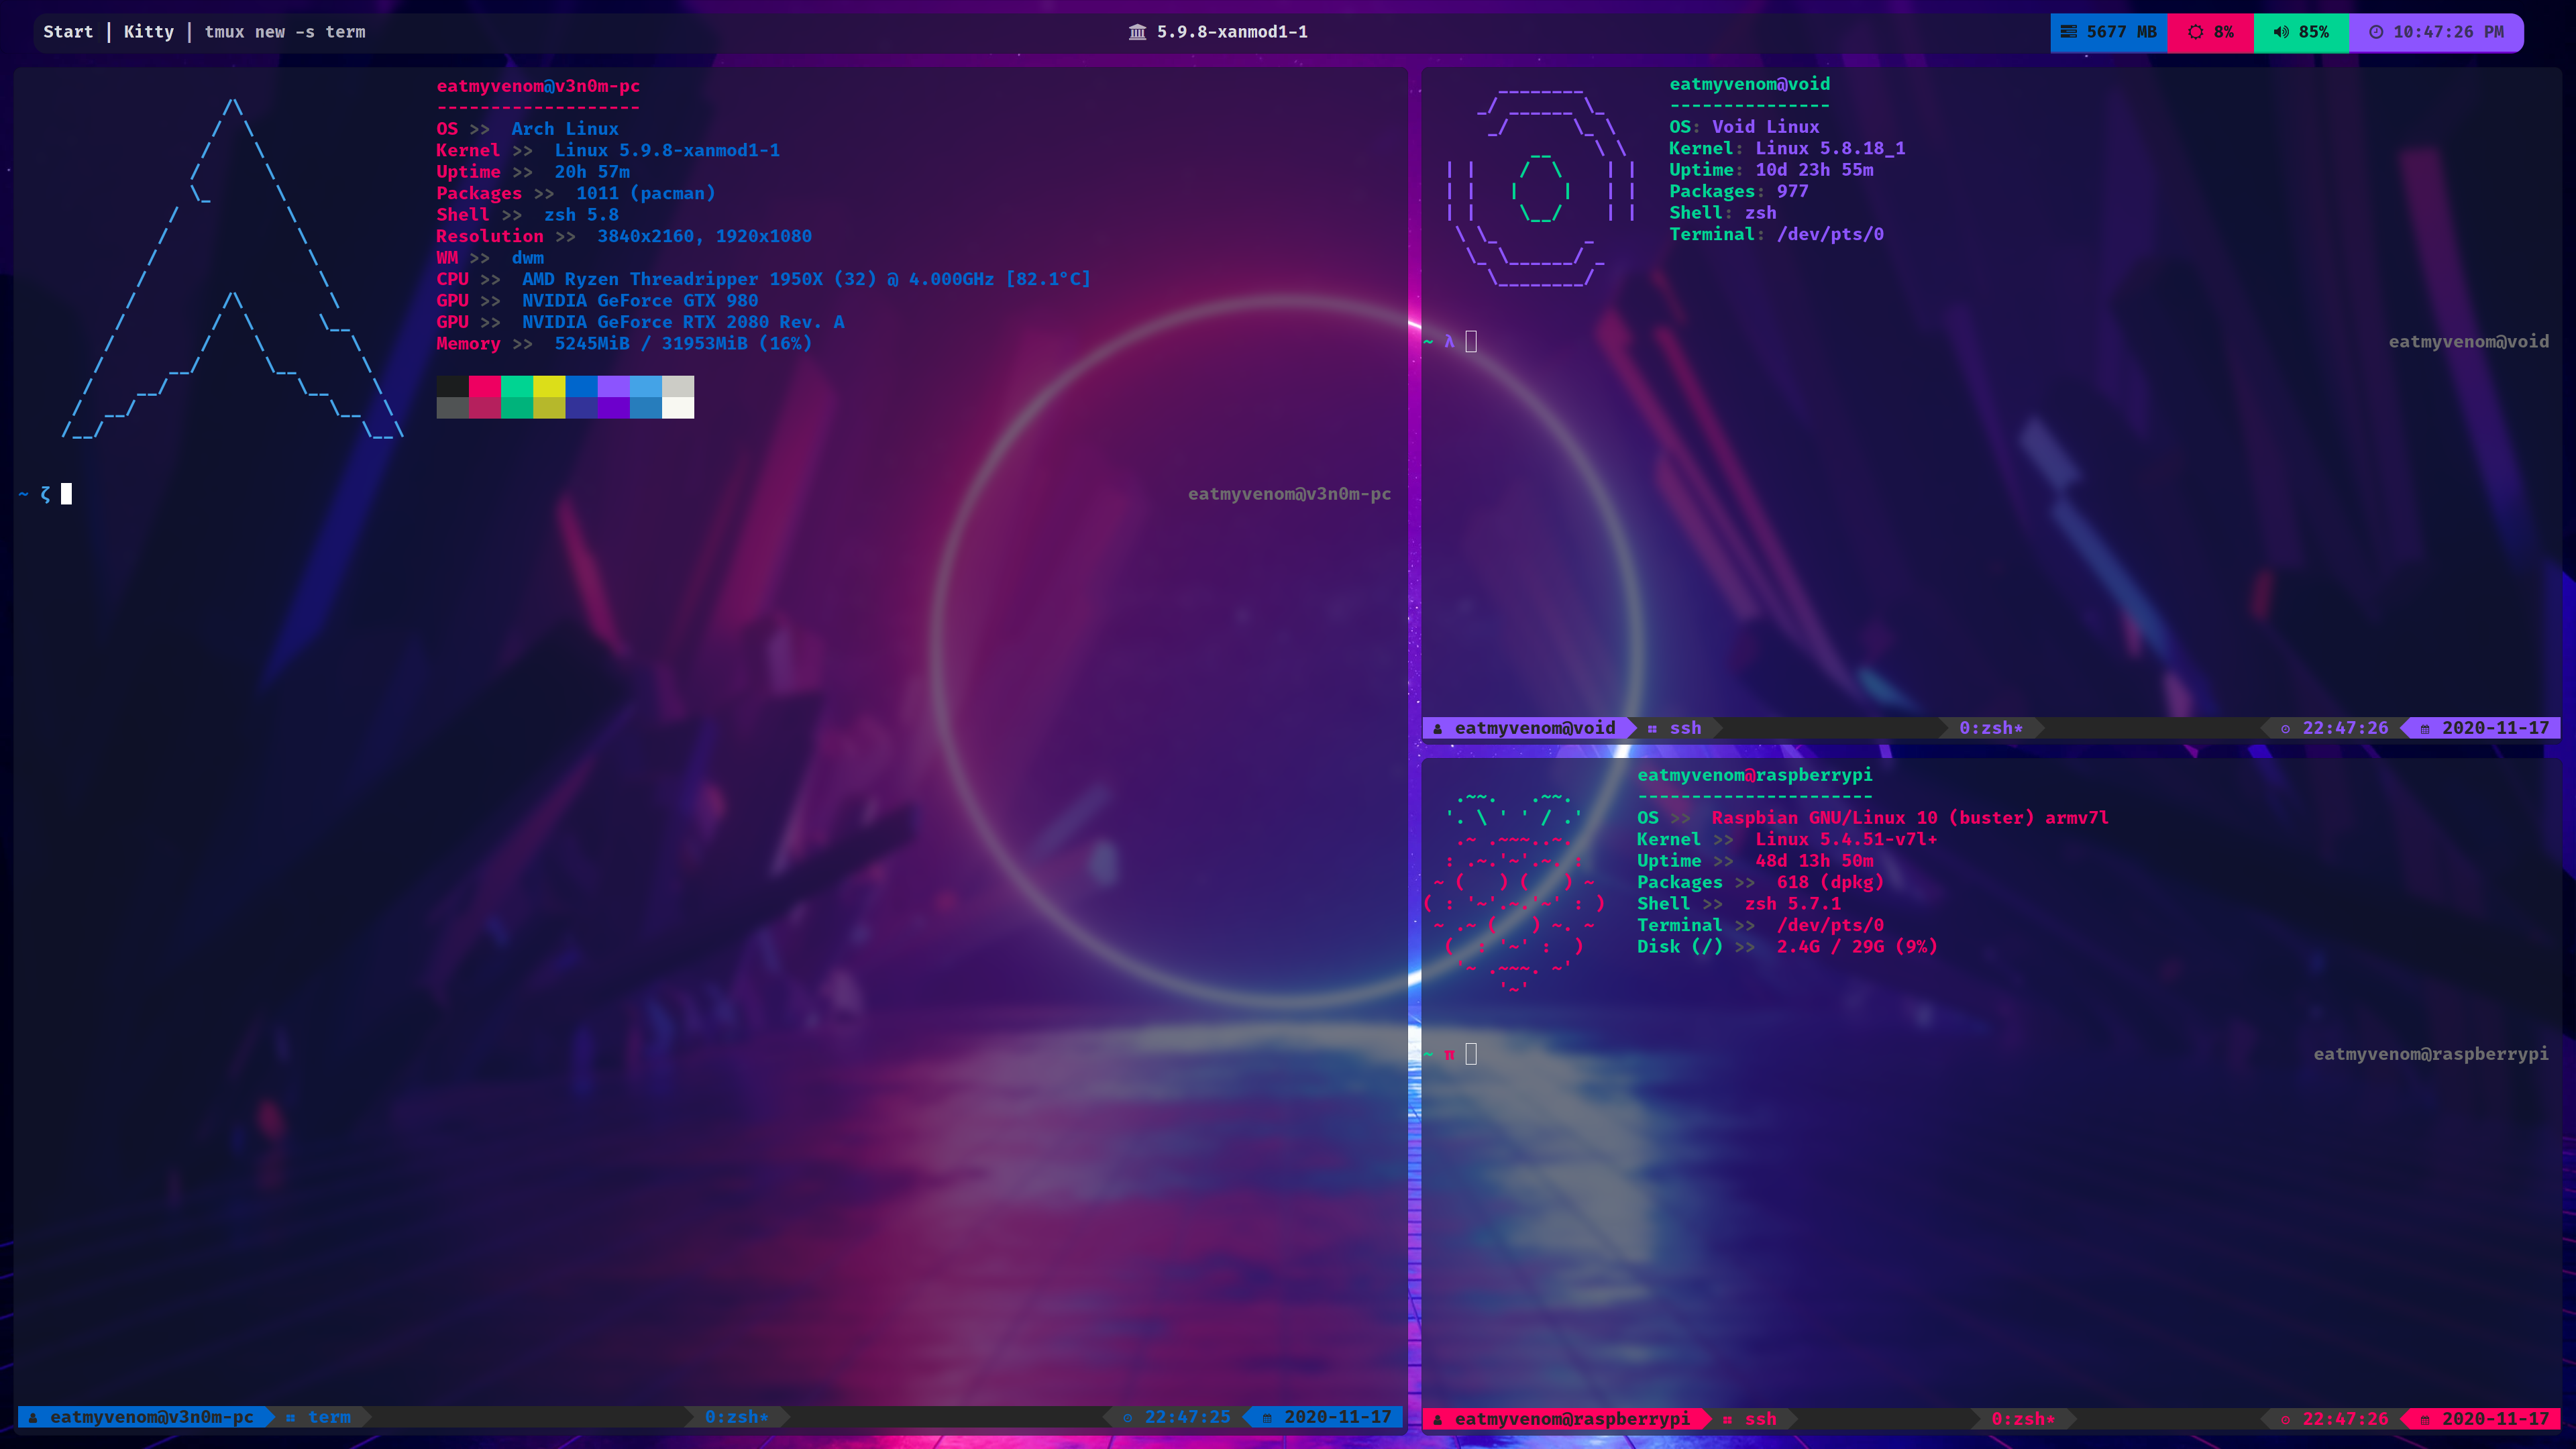 Start | Kitty | tmux new -s term
5.9.8-xanmod1-1
5677 MB 8% 85% 10:47:26 PM
eatmyvenom@v3n0m-pc
-------------------
OS >> Arch Linux
Kernel >> Linux 5.9.8-xanmod1-1
Uptime >> 20h 57m
Packages >> 1011 (pacman)
Shell >> zsh 5.8
Resolution >> 3840x2160, 1920x1080
WM >> dwm
CPU >> AMD Ryzen Threadripper 1950X (32) @ 4.000GHz [82.1°C]
GPU >> NVIDIA GeForce GTX 980
GPU >> NVIDIA GeForce RTX 2080 Rev. A
Memory >> 5245MiB / 31953MiB (16%)
~ ζ
eatmyvenom@v3n0m-pc
eatmyvenom@v3n0m-pc term 0:zsh* 22:47:25 2020-11-17
eatmyvenom@void
---------------
OS: Void Linux
Kernel: Linux 5.8.18_1
Uptime: 10d 23h 55m
Packages: 977
Shell: zsh
Terminal: /dev/pts/0
~ λ
eatmyvenom@void
eatmyvenom@void ssh 0:zsh* 22:47:26 2020-11-17
eatmyvenom@raspberrypi
----------------------
OS >> Raspbian GNU/Linux 10 (buster) armv7l
Kernel >> Linux 5.4.51-v7l+
Uptime >> 48d 13h 50m
Packages >> 618 (dpkg)
Shell >> zsh 5.7.1
Terminal >> /dev/pts/0
Disk (/) >> 2.4G / 29G (9%)
~ π
eatmyvenom@raspberrypi
eatmyvenom@raspberrypi ssh 0:zsh* 22:47:26 2020-11-17